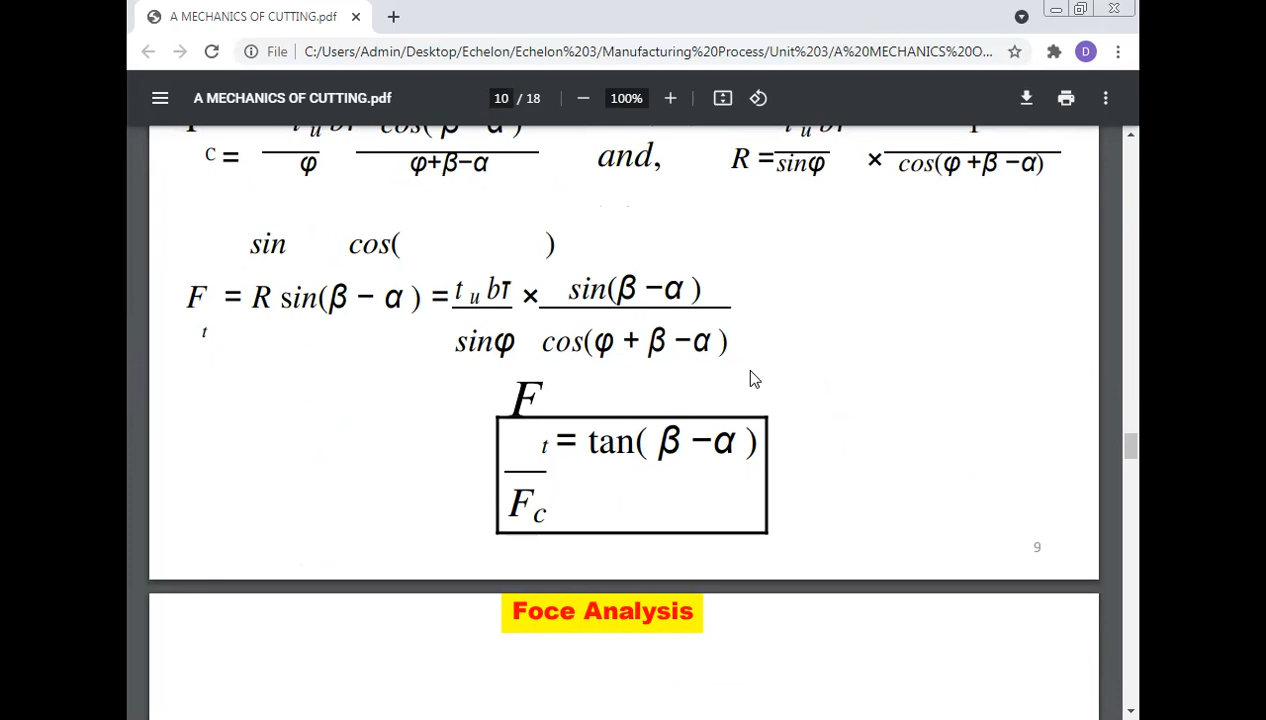 A MECHANICS OF CUTTING.pdf
File C:/Users/Admin/Desktop/Echelon/Echelon%203/Manufacturing%20Process/Unit%203/A%20MECHANICS%20O...
D
A MECHANICS OF CUTTING.pdf 10 / 18 100%
C = φ φ+β−α and, R = sinφ × cos(φ +β −α)
sin cos( )
F t = R sin(β − α ) = t u bτ / sinφ × sin(β −α ) / cos(φ + β −α )
F t / F c = tan( β −α )
9
Foce Analysis